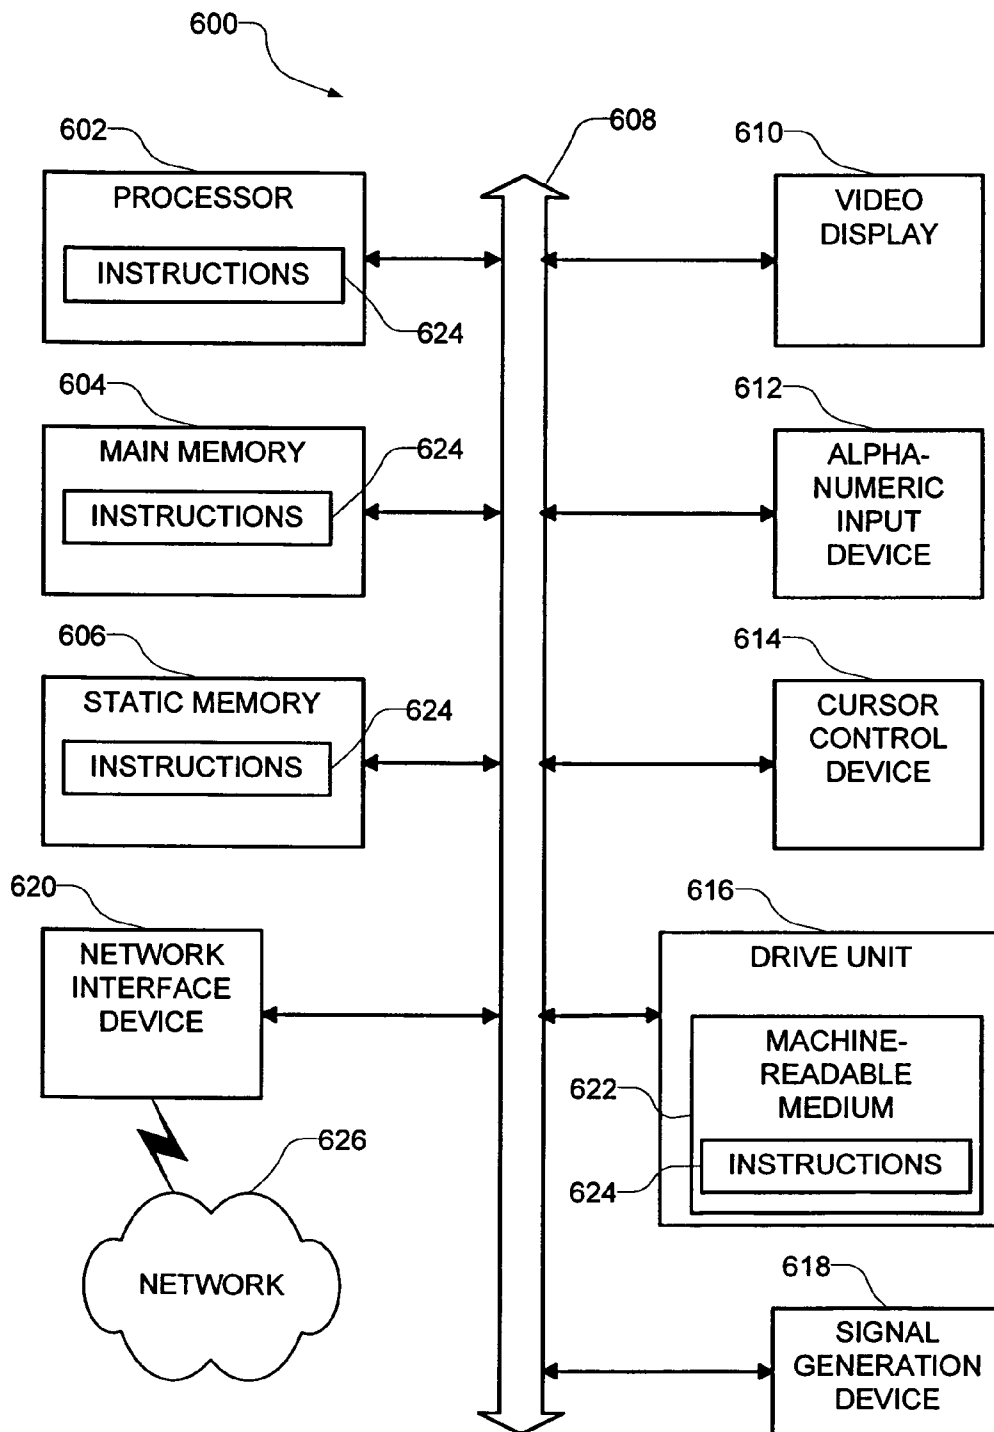 600
608
602
PROCESSOR
INSTRUCTIONS
624
604
MAIN MEMORY
624
INSTRUCTIONS
606
STATIC MEMORY
624
INSTRUCTIONS
620
NETWORK
INTERFACE
DEVICE
626
NETWORK
610
VIDEO
DISPLAY
612
ALPHA-
NUMERIC
INPUT
DEVICE
614
CURSOR
CONTROL
DEVICE
616
DRIVE UNIT
MACHINE-
READABLE
MEDIUM
622
INSTRUCTIONS
624
618
SIGNAL
GENERATION
DEVICE